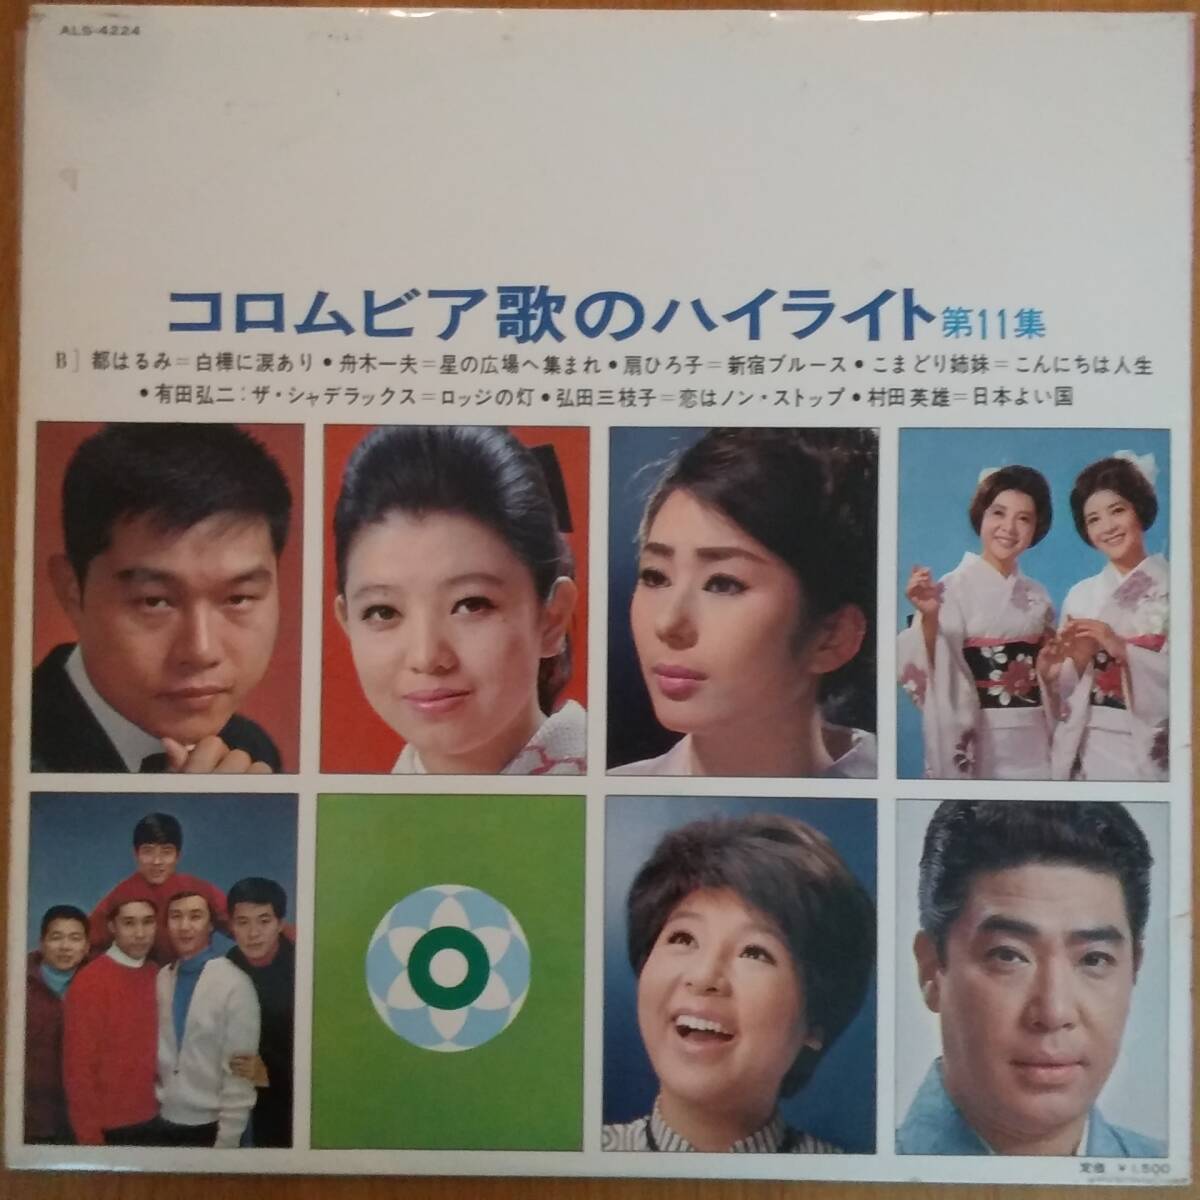 ALS-4224
コロムビア歌のハイライト第11集
B] 都はるみ=白樺に涙あり・舟木一夫=星の広場へ集まれ・扇ひろ子=新宿ブルース・こまどり姉妹=こんにちは人生
・有田弘二:ザ・シャデラックス=ロッジの灯・弘田三枝子=恋はノン・ストップ・村田英雄=日本よい国
定価 ¥1,500